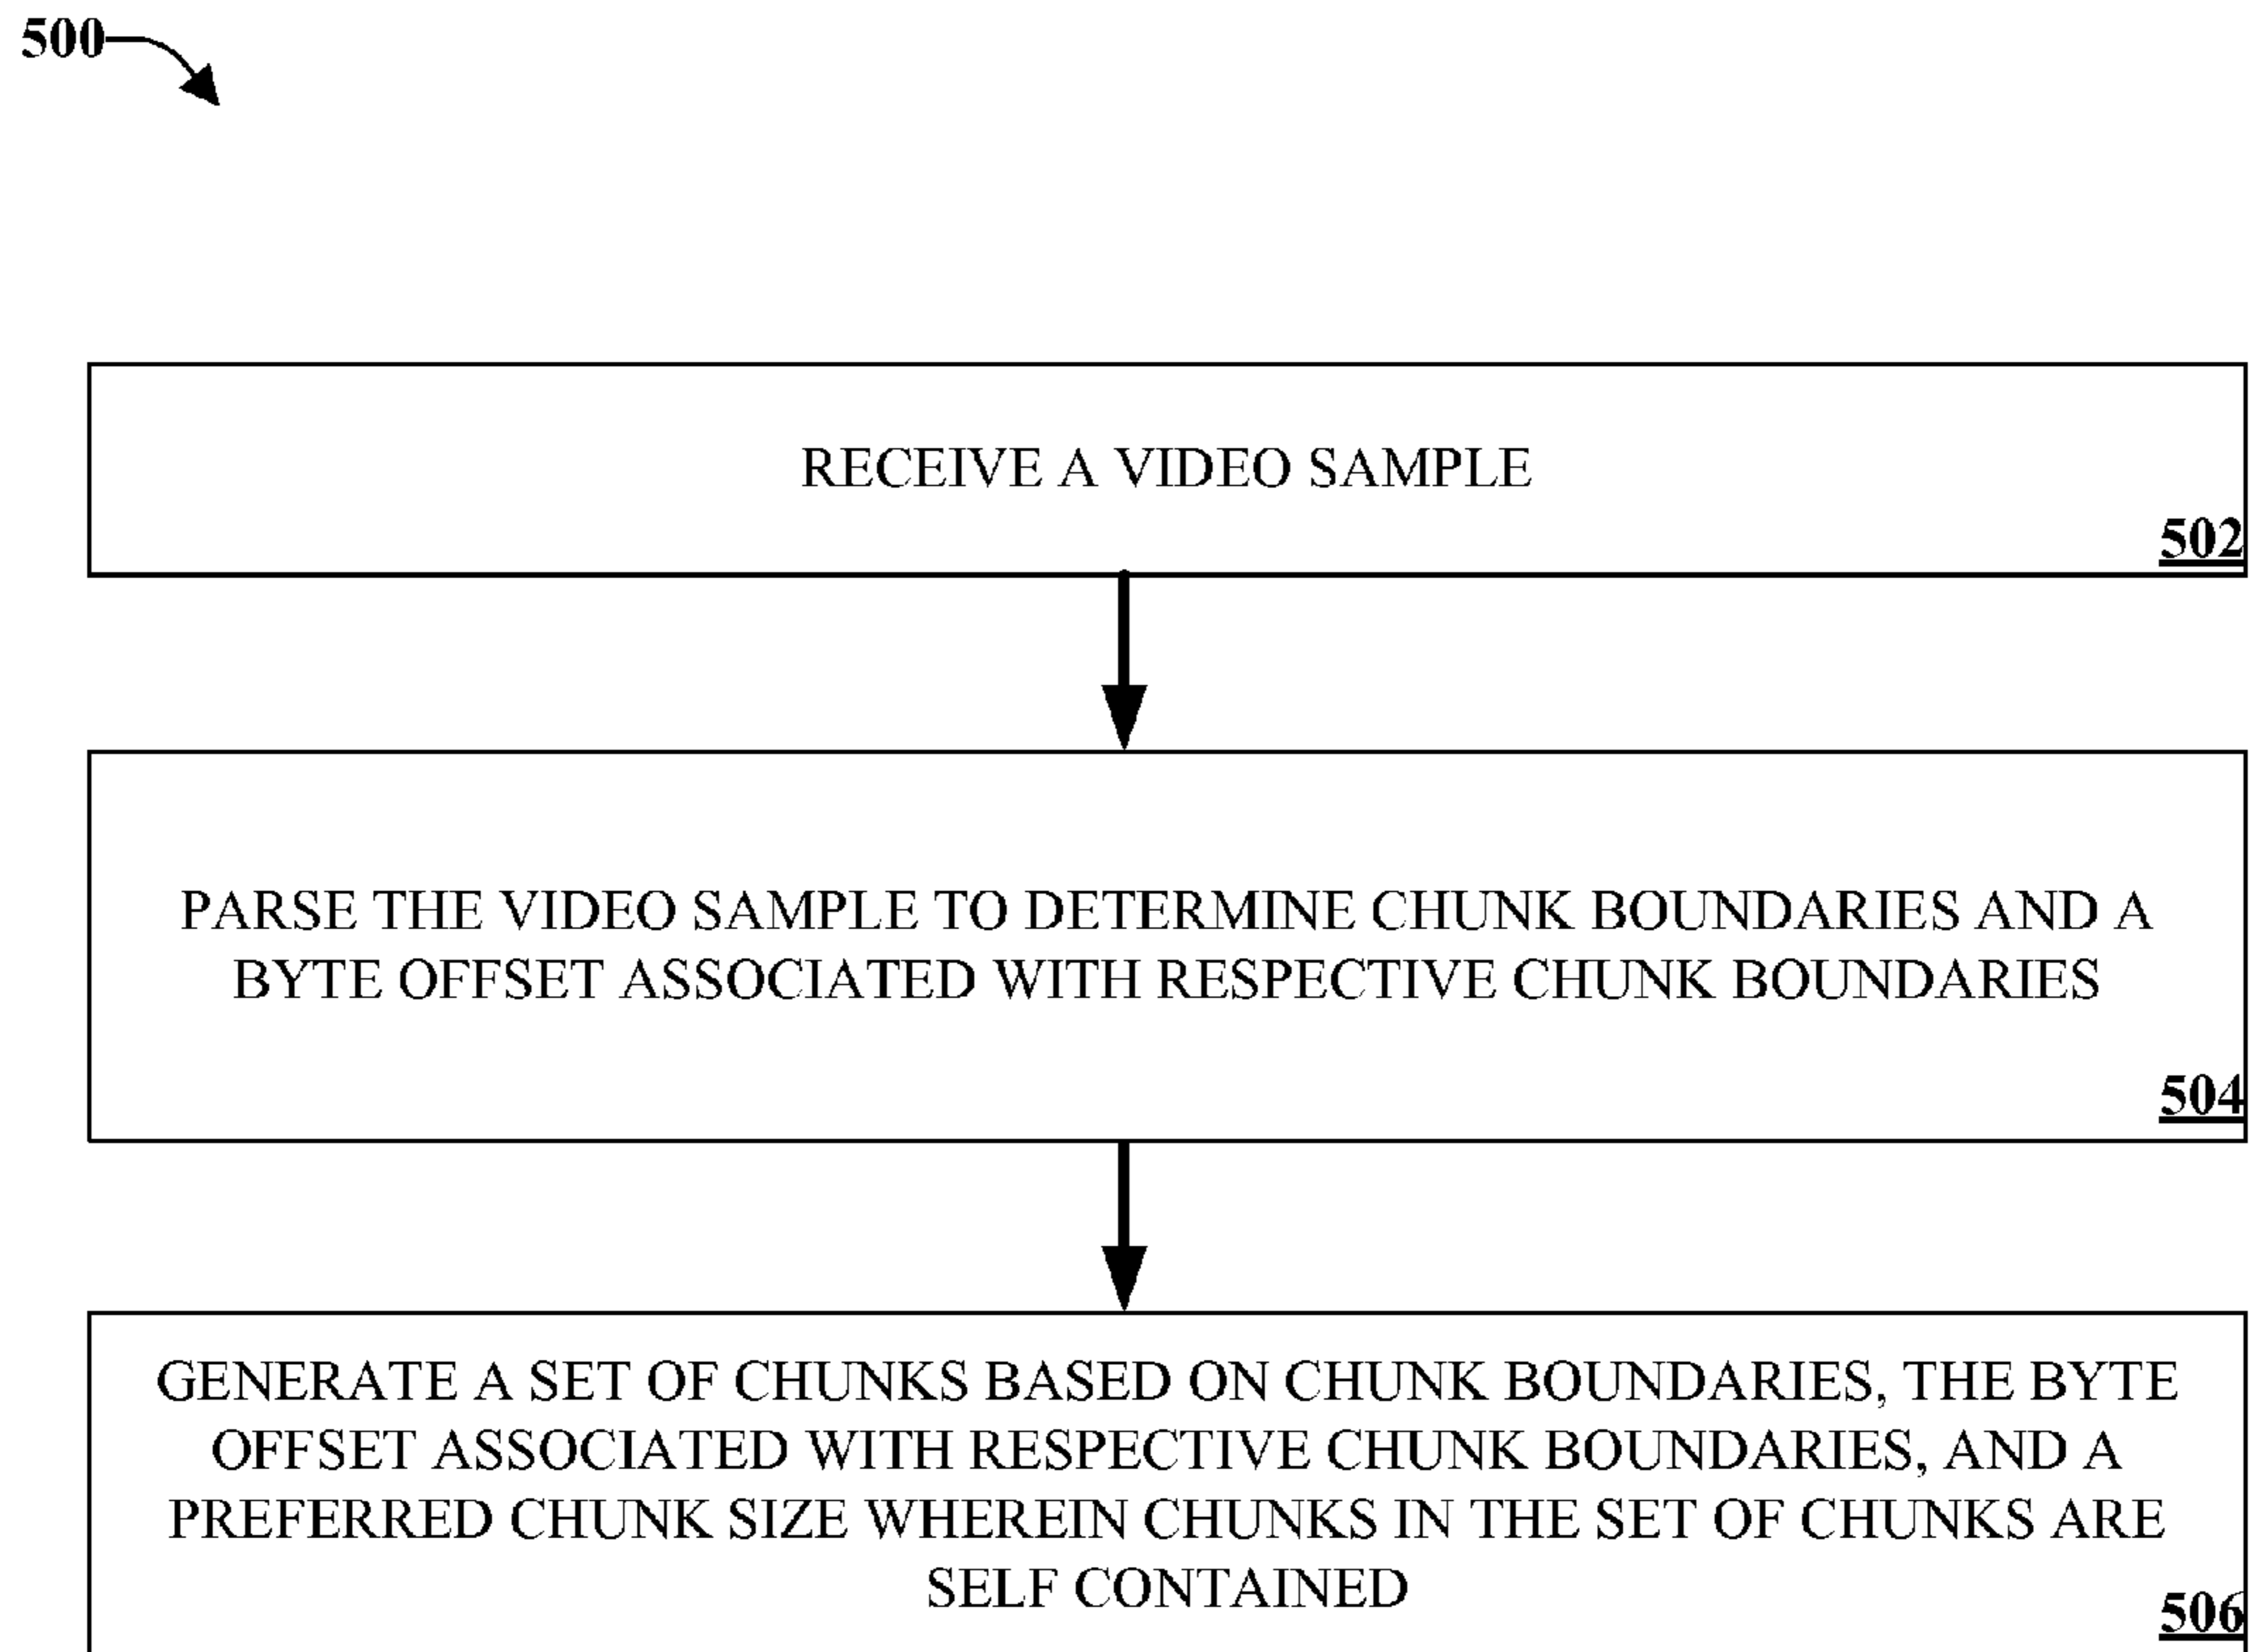 500
RECEIVE A VIDEO SAMPLE
502
PARSE THE VIDEO SAMPLE TO DETERMINE CHUNK BOUNDARIES AND A
BYTE OFFSET ASSOCIATED WITH RESPECTIVE CHUNK BOUNDARIES
504
GENERATE A SET OF CHUNKS BASED ON CHUNK BOUNDARIES, THE BYTE
OFFSET ASSOCIATED WITH RESPECTIVE CHUNK BOUNDARIES, AND A
PREFERRED CHUNK SIZE WHEREIN CHUNKS IN THE SET OF CHUNKS ARE
SELF CONTAINED
506